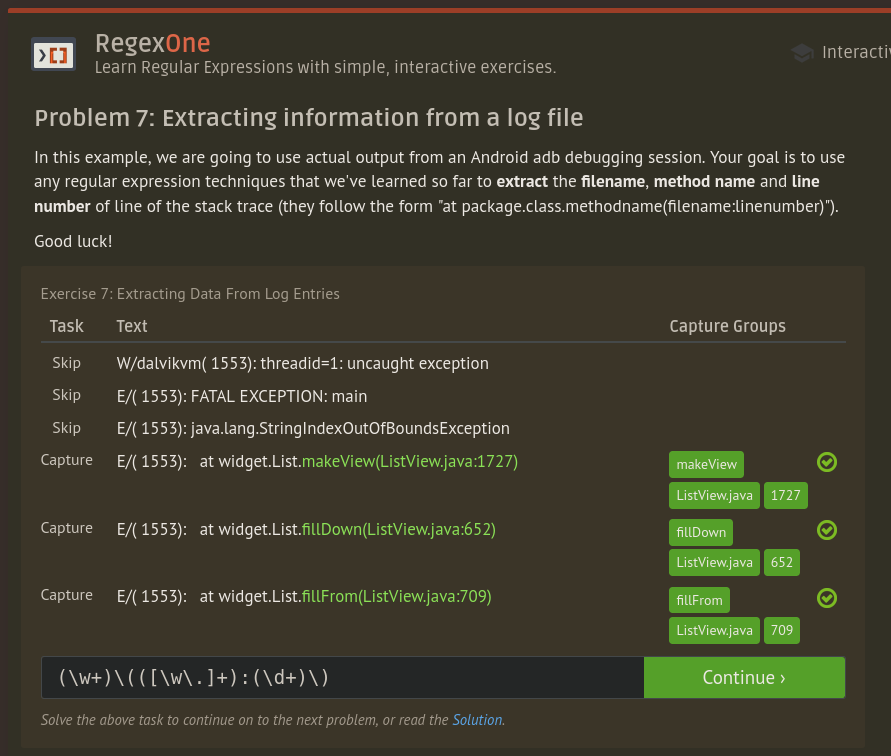 ❯[ ] RegexOne
Learn Regular Expressions with simple, interactive exercises.
Interactiv
Problem 7: Extracting information from a log file
In this example, we are going to use actual output from an Android adb debugging session. Your goal is to use
any regular expression techniques that we've learned so far to extract the filename, method name and line
number of line of the stack trace (they follow the form "at package.class.methodname(filename:linenumber)").
Good luck!
Exercise 7: Extracting Data From Log Entries
Task Text Capture Groups
Skip W/dalvikvm( 1553): threadid=1: uncaught exception
Skip E/( 1553): FATAL EXCEPTION: main
Skip E/( 1553): java.lang.StringIndexOutOfBoundsException
Capture E/( 1553):   at widget.List.makeView(ListView.java:1727) makeView
ListView.java 1727
Capture E/( 1553):   at widget.List.fillDown(ListView.java:652) fillDown
ListView.java 652
Capture E/( 1553):   at widget.List.fillFrom(ListView.java:709) fillFrom
ListView.java 709
(\w+)\(([\w\.]+):(\d+)\) Continue ›
Solve the above task to continue on to the next problem, or read the Solution.